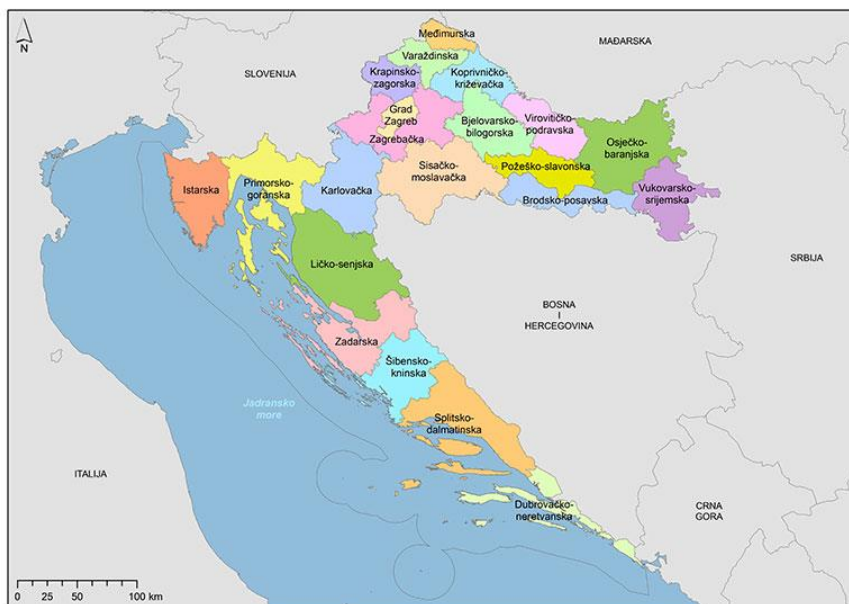 N
MAĐARSKA
SLOVENIJA
Međimurska
Varaždinska
Krapinsko-
zagorska
Koprivničko-
križevačka
Grad
Zagreb
Zagrebačka
Bjelovarsko-
bilogorska
Virovitičko-
podravska
Osječko-
baranjska
Istarska
Primorsko-
goranska
Karlovačka
Sisačko-
moslavačka
Požeško-slavonska
Brodsko-posavska
Vukovarsko-
srijemska
Ličko-senjska
SRBIJA
BOSNA
I
HERCEGOVINA
Zadarska
Šibensko-
kninska
Jadransko
more
Splitsko-
dalmatinska
ITALIJA
Dubrovačko-
neretvanska
CRNA
GORA
0 25 50 100 km